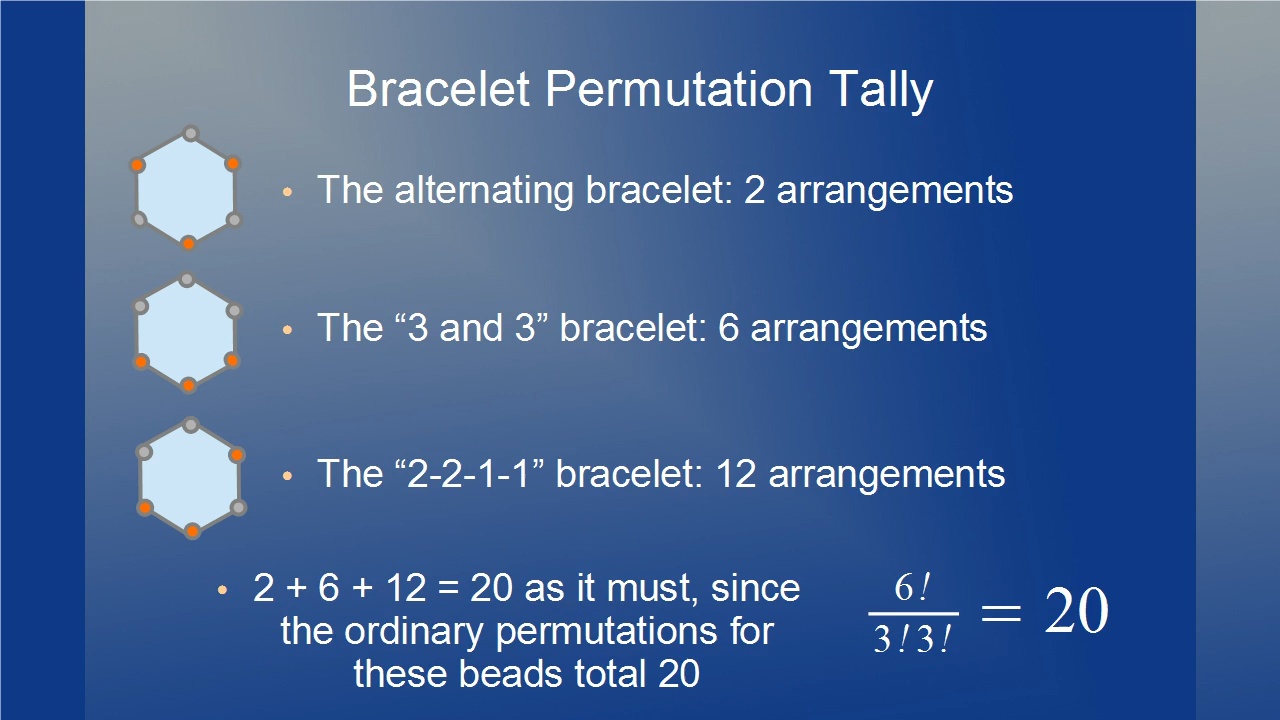 Bracelet Permutation Tally
• The alternating bracelet: 2 arrangements
• The “3 and 3” bracelet: 6 arrangements
• The “2-2-1-1” bracelet: 12 arrangements
• 2 + 6 + 12 = 20 as it must, since
the ordinary permutations for
these beads total 20
6!
3!3!
= 20